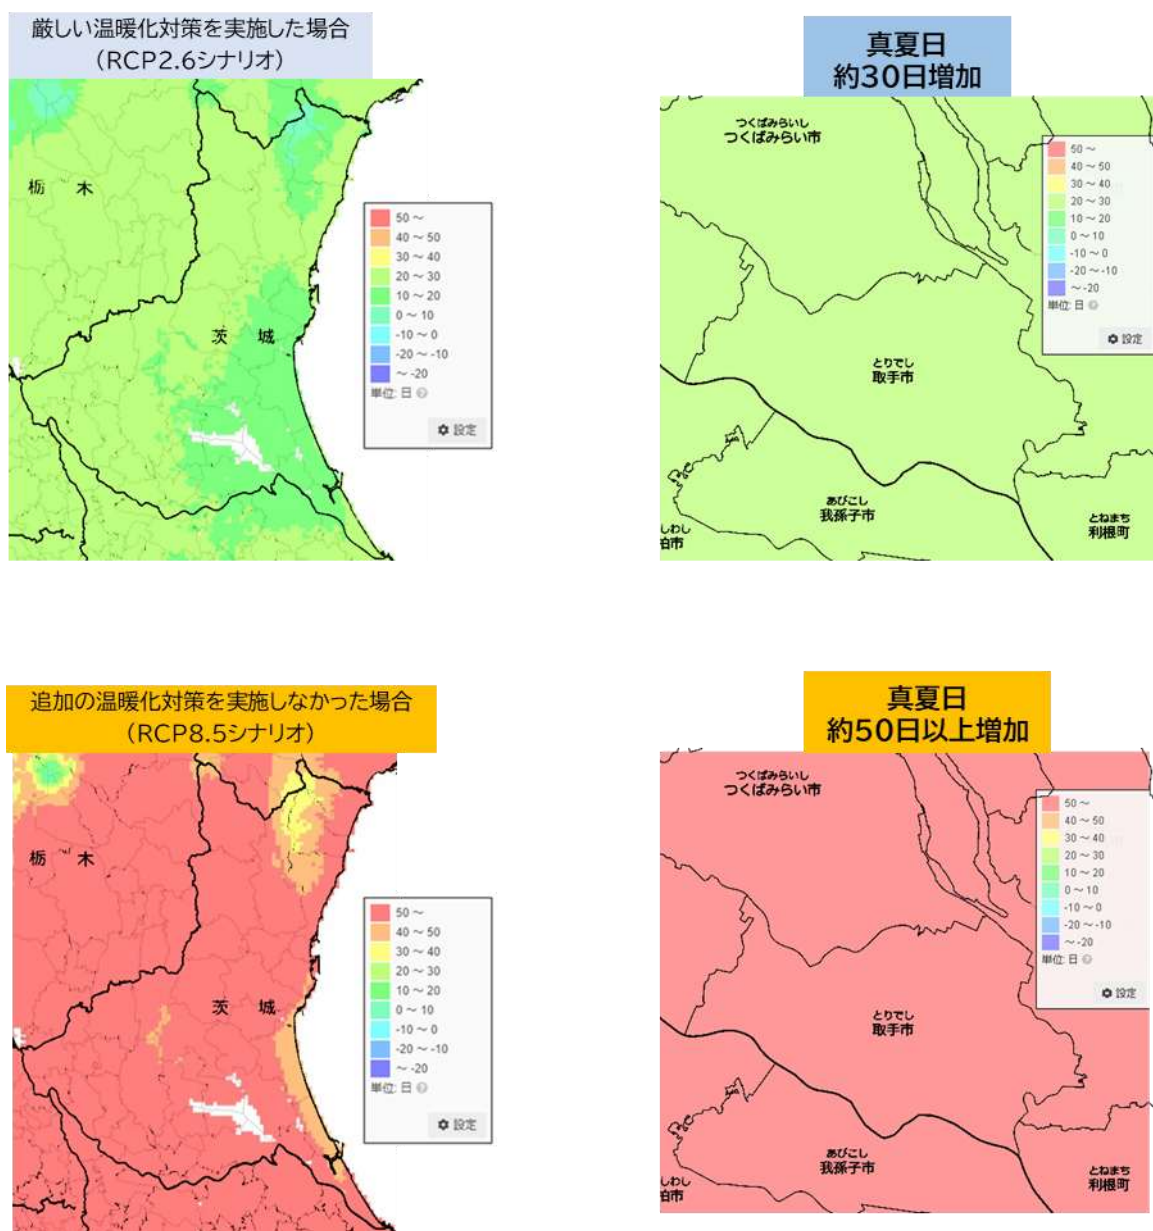 厳しい温暖化対策を実施した場合
（RCP2.6シナリオ）
栃 木
茨 城
50 ～
40 ～ 50
30 ～ 40
20 ～ 30
10 ～ 20
0 ～ 10
-10 ～ 0
-20 ～ -10
～ -20
単位: 日
設定
真夏日
約30日増加
つくばみらいし
つくばみらい市
とりでし
取手市
あびこし
我孫子市
しわし
柏市
とねまち
利根町
50 ～
40 ～ 50
30 ～ 40
20 ～ 30
10 ～ 20
0 ～ 10
-10 ～ 0
-20 ～ -10
～ -20
単位: 日
設定
追加の温暖化対策を実施しなかった場合
（RCP8.5シナリオ）
栃 木
茨 城
50 ～
40 ～ 50
30 ～ 40
20 ～ 30
10 ～ 20
0 ～ 10
-10 ～ 0
-20 ～ -10
～ -20
単位: 日
設定
真夏日
約50日以上増加
つくばみらいし
つくばみらい市
とりでし
取手市
あびこし
我孫子市
しわし
柏市
とねまち
利根町
50 ～
40 ～ 50
30 ～ 40
20 ～ 30
10 ～ 20
0 ～ 10
-10 ～ 0
-20 ～ -10
～ -20
単位: 日
設定